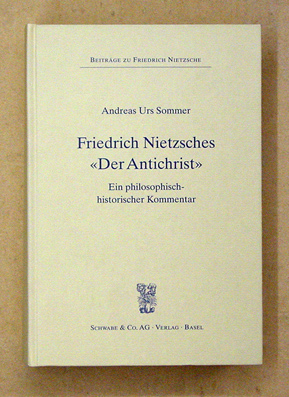 BEITRÄGE ZU FRIEDRICH NIETZSCHE
Andreas Urs Sommer
Friedrich Nietzsches
«Der Antichrist»
Ein philosophisch-
historischer Kommentar
SCHWABE & CO. AG · VERLAG · BASEL